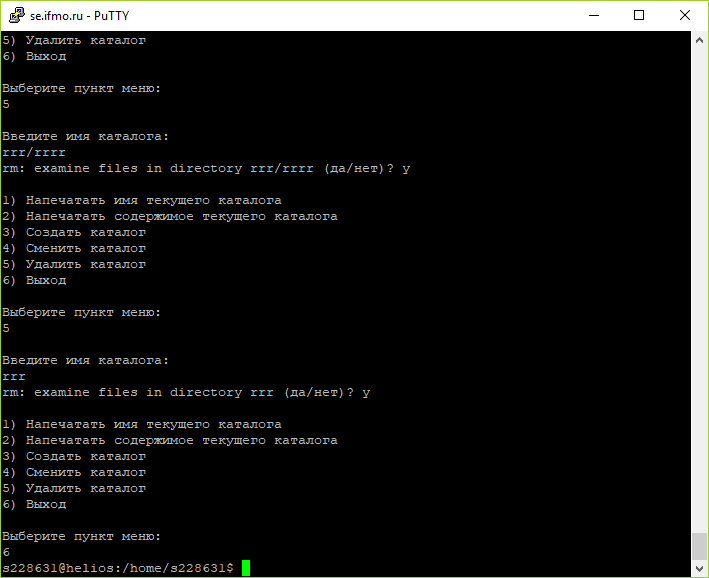 se.ifmo.ru - PuTTY
5) Удалить каталог
6) Выход
Выберите пункт меню:
5
Введите имя каталога:
rrr/rrrr
rm: examine files in directory rrr/rrrr (да/нет)? y
1) Напечатать имя текущего каталога
2) Напечатать содержимое текущего каталога
3) Создать каталог
4) Сменить каталог
5) Удалить каталог
6) Выход
Выберите пункт меню:
5
Введите имя каталога:
rrr
rm: examine files in directory rrr (да/нет)? y
1) Напечатать имя текущего каталога
2) Напечатать содержимое текущего каталога
3) Создать каталог
4) Сменить каталог
5) Удалить каталог
6) Выход
Выберите пункт меню:
6
s228631@helios:/home/s228631$